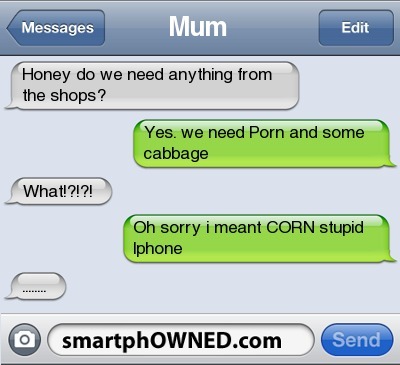 Messages
Mum
Edit
Honey do we need anything from
the shops?
Yes. we need Porn and some
cabbage
What!?!?!
Oh sorry i meant CORN stupid
Iphone
........
smartphOWNED.com
Send